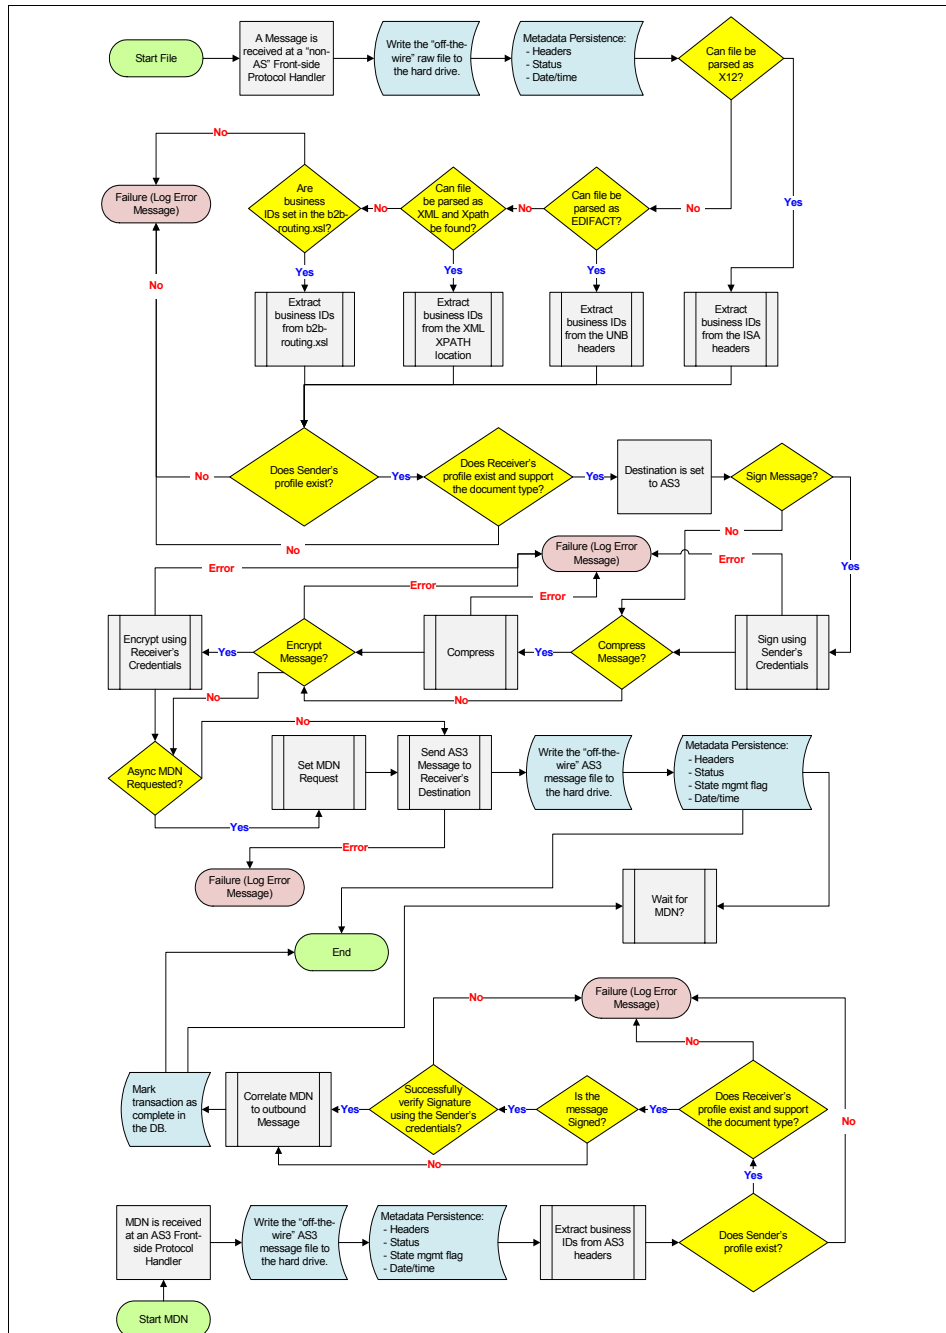 Start File
A Message is
received at a “non-
AS” Front-side
Protocol Handler
Write the “off-the-
wire” raw file to
the hard drive.
Metadata Persistence:
- Headers
- Status
- Date/time
Can file be
parsed as
X12?
No
Yes
Failure (Log Error
Message)
Are
business
IDs set in the b2b-
routing.xsl?
No
Can file
be parsed as
XML and Xpath
be found?
No
Can file be
parsed as
EDIFACT?
No
No
Yes
Yes
Yes
Extract
business IDs
from b2b-
routing.xsl
Extract
business IDs
from the XML
XPATH
location
Extract
business IDs
from the UNB
headers
Extract
business IDs
from the ISA
headers
No
Does Sender’s
profile exist?
Yes
Does Receiver’s
profile exist and support
the document type?
Yes
Destination is set
to AS3
Sign Message?
No
No
Yes
Failure (Log Error
Message)
Error
Error
Error
Error
Encrypt using
Receiver’s
Credentials
Yes
Encrypt
Message?
Compress
Yes
Compress
Message?
Sign using
Sender’s
Credentials
No
No
No
Async MDN
Requested?
Set MDN
Request
Send AS3
Message to
Receiver’s
Destination
Write the “off-the-
wire” AS3
message file to
the hard drive.
Metadata Persistence:
- Headers
- Status
- State mgmt flag
- Date/time
Yes
Error
Failure (Log Error
Message)
Wait for
MDN?
End
Failure (Log Error
Message)
No
No
Mark
transaction as
complete in
the DB.
Correlate MDN
to outbound
Message
Yes
Successfully
verify Signature
using the Sender’s
credentials?
Yes
Is the
message
Signed?
Yes
Does Receiver’s
profile exist and support
the document type?
No
No
Yes
MDN is received
at an AS3 Front-
side Protocol
Handler
Write the “off-the-
wire” AS3
message file to
the hard drive.
Metadata Persistence:
- Headers
- Status
- State mgmt flag
- Date/time
Extract business
IDs from AS3
headers
Does Sender’s
profile exist?
Start MDN